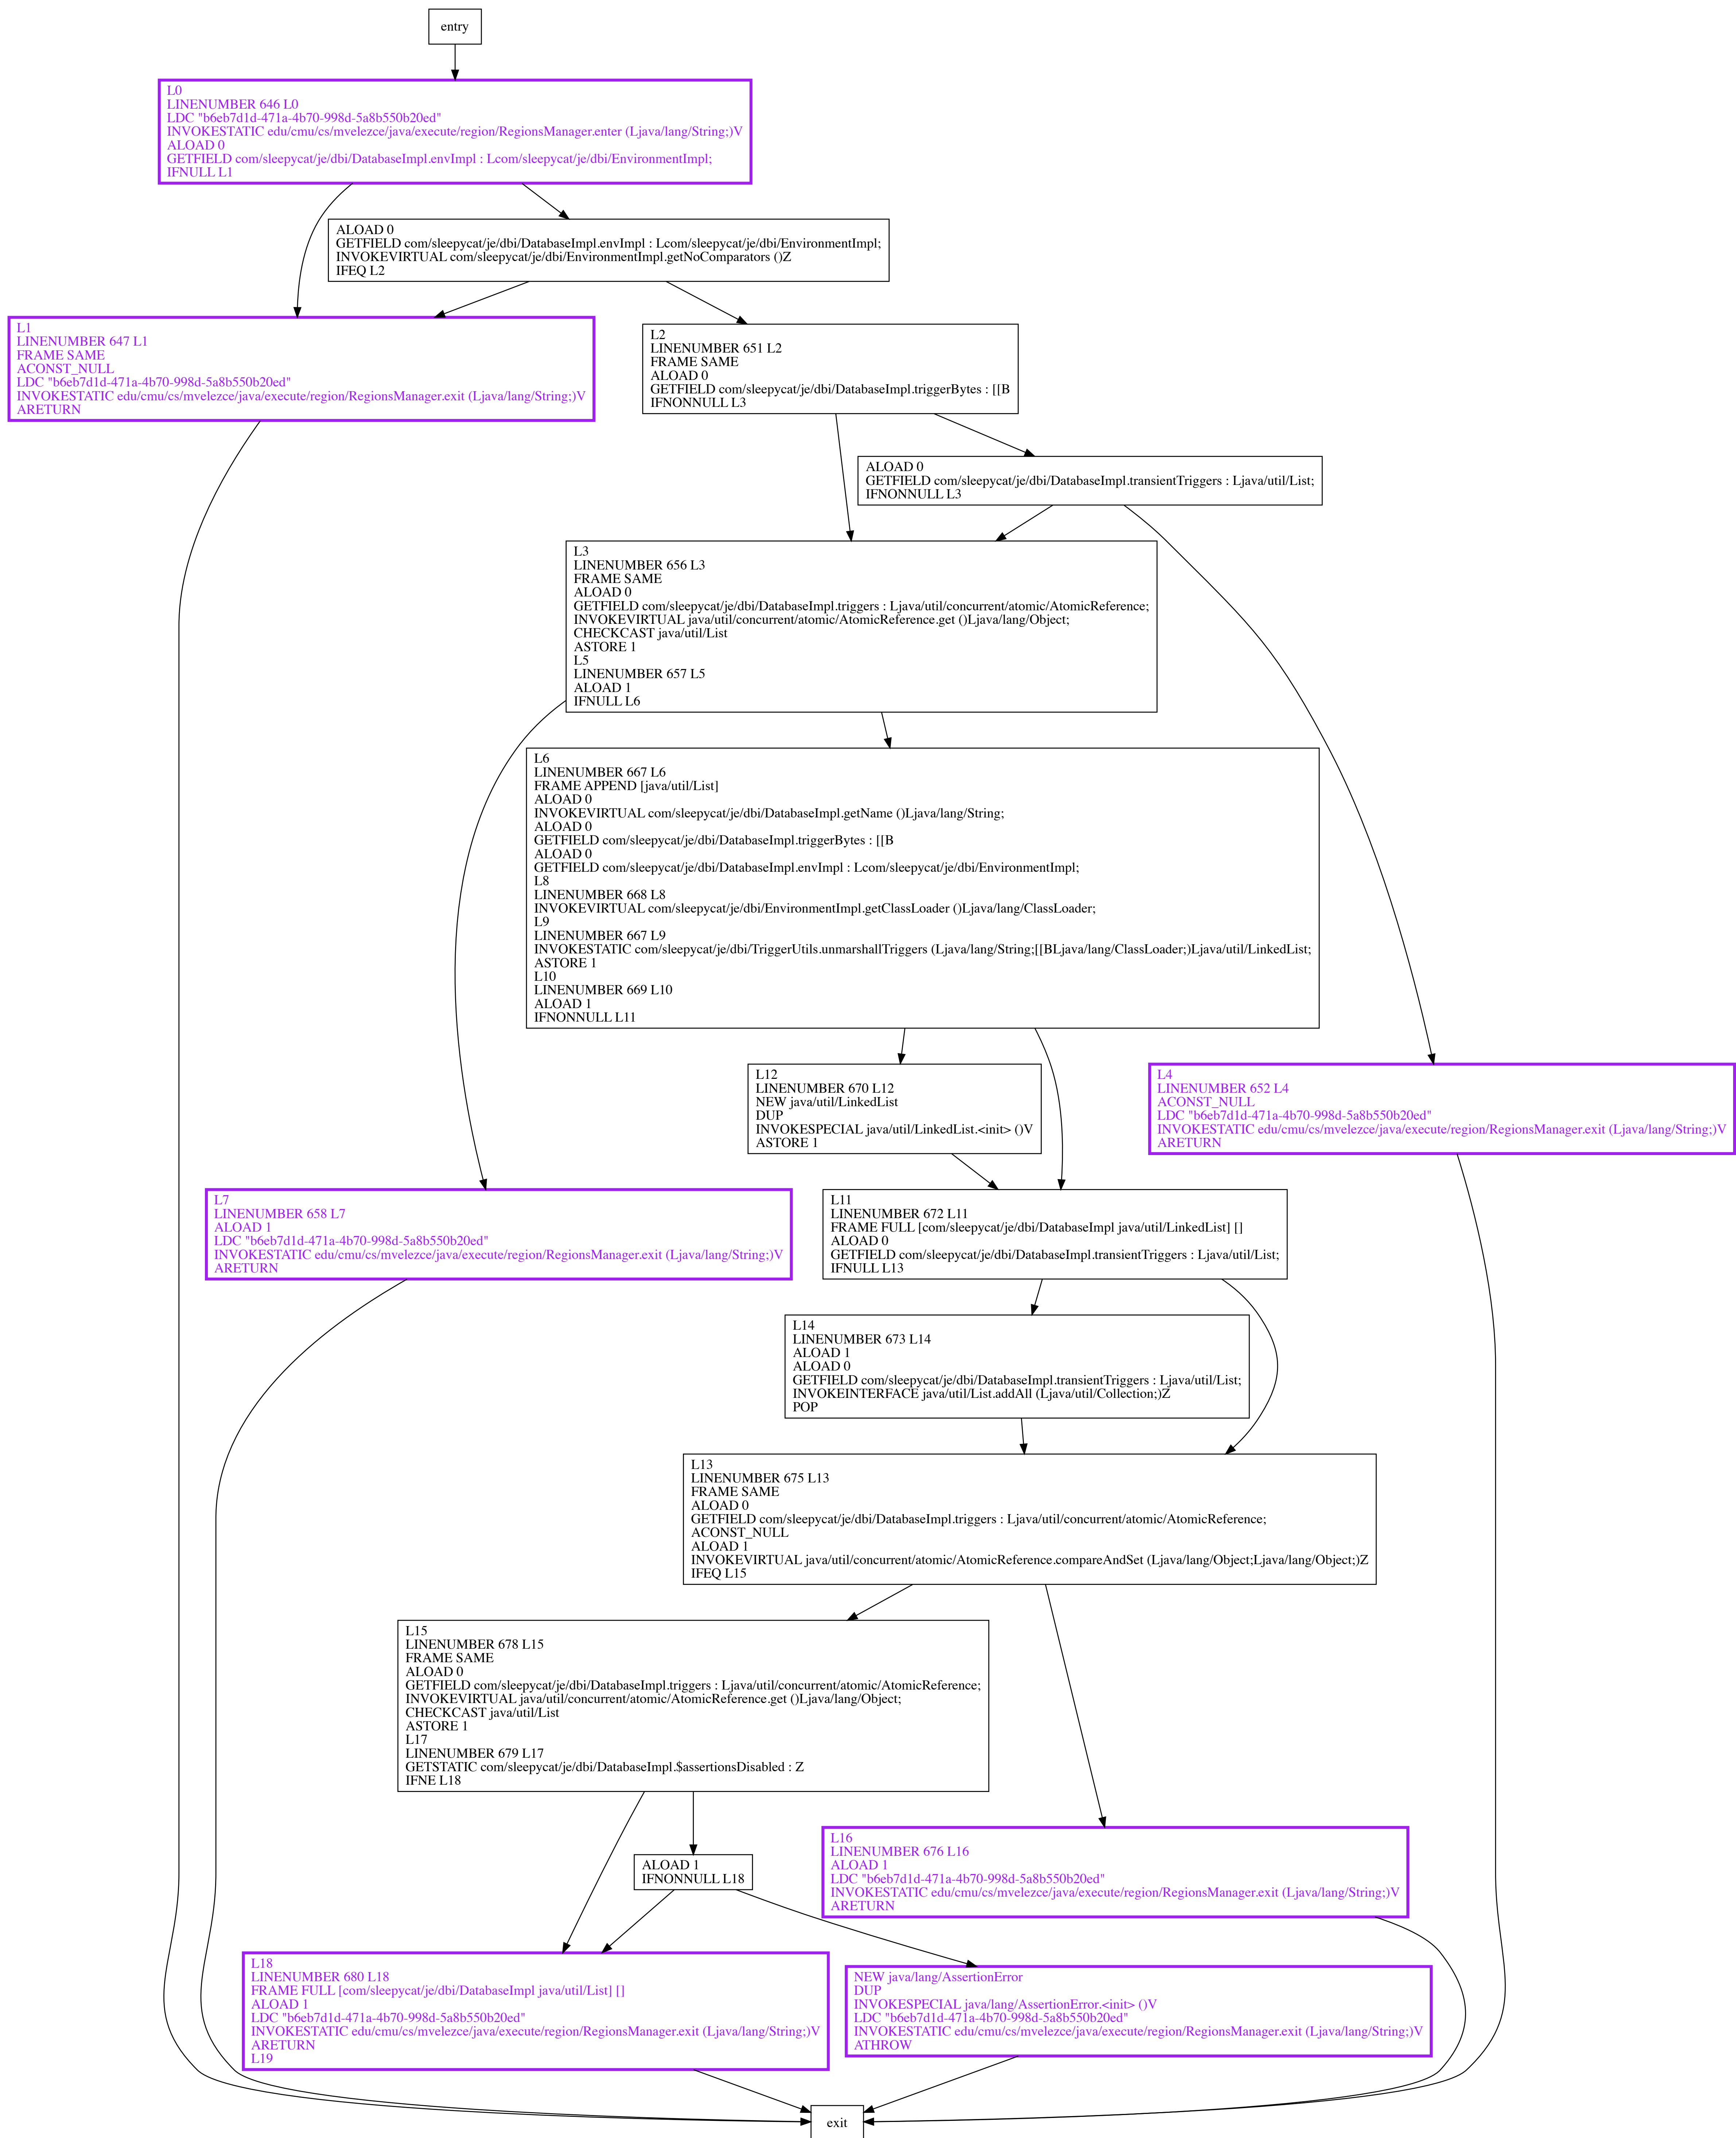 entry
L0
LINENUMBER 646 L0
LDC "b6eb7d1d-471a-4b70-998d-5a8b550b20ed"
INVOKESTATIC edu/cmu/cs/mvelezce/java/execute/region/RegionsManager.enter (Ljava/lang/String;)V
ALOAD 0
GETFIELD com/sleepycat/je/dbi/DatabaseImpl.envImpl : Lcom/sleepycat/je/dbi/EnvironmentImpl;
IFNULL L1
ALOAD 0
GETFIELD com/sleepycat/je/dbi/DatabaseImpl.envImpl : Lcom/sleepycat/je/dbi/EnvironmentImpl;
INVOKEVIRTUAL com/sleepycat/je/dbi/EnvironmentImpl.getNoComparators ()Z
IFEQ L2
L1
LINENUMBER 647 L1
FRAME SAME
ACONST_NULL
LDC "b6eb7d1d-471a-4b70-998d-5a8b550b20ed"
INVOKESTATIC edu/cmu/cs/mvelezce/java/execute/region/RegionsManager.exit (Ljava/lang/String;)V
ARETURN
L2
LINENUMBER 651 L2
FRAME SAME
ALOAD 0
GETFIELD com/sleepycat/je/dbi/DatabaseImpl.triggerBytes : [[B
IFNONNULL L3
ALOAD 0
GETFIELD com/sleepycat/je/dbi/DatabaseImpl.transientTriggers : Ljava/util/List;
IFNONNULL L3
L3
LINENUMBER 656 L3
FRAME SAME
ALOAD 0
GETFIELD com/sleepycat/je/dbi/DatabaseImpl.triggers : Ljava/util/concurrent/atomic/AtomicReference;
INVOKEVIRTUAL java/util/concurrent/atomic/AtomicReference.get ()Ljava/lang/Object;
CHECKCAST java/util/List
ASTORE 1
L5
LINENUMBER 657 L5
ALOAD 1
IFNULL L6
L6
LINENUMBER 667 L6
FRAME APPEND [java/util/List]
ALOAD 0
INVOKEVIRTUAL com/sleepycat/je/dbi/DatabaseImpl.getName ()Ljava/lang/String;
ALOAD 0
GETFIELD com/sleepycat/je/dbi/DatabaseImpl.triggerBytes : [[B
ALOAD 0
GETFIELD com/sleepycat/je/dbi/DatabaseImpl.envImpl : Lcom/sleepycat/je/dbi/EnvironmentImpl;
L8
LINENUMBER 668 L8
INVOKEVIRTUAL com/sleepycat/je/dbi/EnvironmentImpl.getClassLoader ()Ljava/lang/ClassLoader;
L9
LINENUMBER 667 L9
INVOKESTATIC com/sleepycat/je/dbi/TriggerUtils.unmarshallTriggers (Ljava/lang/String;[[BLjava/lang/ClassLoader;)Ljava/util/LinkedList;
ASTORE 1
L10
LINENUMBER 669 L10
ALOAD 1
IFNONNULL L11
L12
LINENUMBER 670 L12
NEW java/util/LinkedList
DUP
INVOKESPECIAL java/util/LinkedList.<init> ()V
ASTORE 1
L4
LINENUMBER 652 L4
ACONST_NULL
LDC "b6eb7d1d-471a-4b70-998d-5a8b550b20ed"
INVOKESTATIC edu/cmu/cs/mvelezce/java/execute/region/RegionsManager.exit (Ljava/lang/String;)V
ARETURN
L7
LINENUMBER 658 L7
ALOAD 1
LDC "b6eb7d1d-471a-4b70-998d-5a8b550b20ed"
INVOKESTATIC edu/cmu/cs/mvelezce/java/execute/region/RegionsManager.exit (Ljava/lang/String;)V
ARETURN
L11
LINENUMBER 672 L11
FRAME FULL [com/sleepycat/je/dbi/DatabaseImpl java/util/LinkedList] []
ALOAD 0
GETFIELD com/sleepycat/je/dbi/DatabaseImpl.transientTriggers : Ljava/util/List;
IFNULL L13
L14
LINENUMBER 673 L14
ALOAD 1
ALOAD 0
GETFIELD com/sleepycat/je/dbi/DatabaseImpl.transientTriggers : Ljava/util/List;
INVOKEINTERFACE java/util/List.addAll (Ljava/util/Collection;)Z
POP
L13
LINENUMBER 675 L13
FRAME SAME
ALOAD 0
GETFIELD com/sleepycat/je/dbi/DatabaseImpl.triggers : Ljava/util/concurrent/atomic/AtomicReference;
ACONST_NULL
ALOAD 1
INVOKEVIRTUAL java/util/concurrent/atomic/AtomicReference.compareAndSet (Ljava/lang/Object;Ljava/lang/Object;)Z
IFEQ L15
L15
LINENUMBER 678 L15
FRAME SAME
ALOAD 0
GETFIELD com/sleepycat/je/dbi/DatabaseImpl.triggers : Ljava/util/concurrent/atomic/AtomicReference;
INVOKEVIRTUAL java/util/concurrent/atomic/AtomicReference.get ()Ljava/lang/Object;
CHECKCAST java/util/List
ASTORE 1
L17
LINENUMBER 679 L17
GETSTATIC com/sleepycat/je/dbi/DatabaseImpl.$assertionsDisabled : Z
IFNE L18
L16
LINENUMBER 676 L16
ALOAD 1
LDC "b6eb7d1d-471a-4b70-998d-5a8b550b20ed"
INVOKESTATIC edu/cmu/cs/mvelezce/java/execute/region/RegionsManager.exit (Ljava/lang/String;)V
ARETURN
ALOAD 1
IFNONNULL L18
L18
LINENUMBER 680 L18
FRAME FULL [com/sleepycat/je/dbi/DatabaseImpl java/util/List] []
ALOAD 1
LDC "b6eb7d1d-471a-4b70-998d-5a8b550b20ed"
INVOKESTATIC edu/cmu/cs/mvelezce/java/execute/region/RegionsManager.exit (Ljava/lang/String;)V
ARETURN
L19
NEW java/lang/AssertionError
DUP
INVOKESPECIAL java/lang/AssertionError.<init> ()V
LDC "b6eb7d1d-471a-4b70-998d-5a8b550b20ed"
INVOKESTATIC edu/cmu/cs/mvelezce/java/execute/region/RegionsManager.exit (Ljava/lang/String;)V
ATHROW
exit